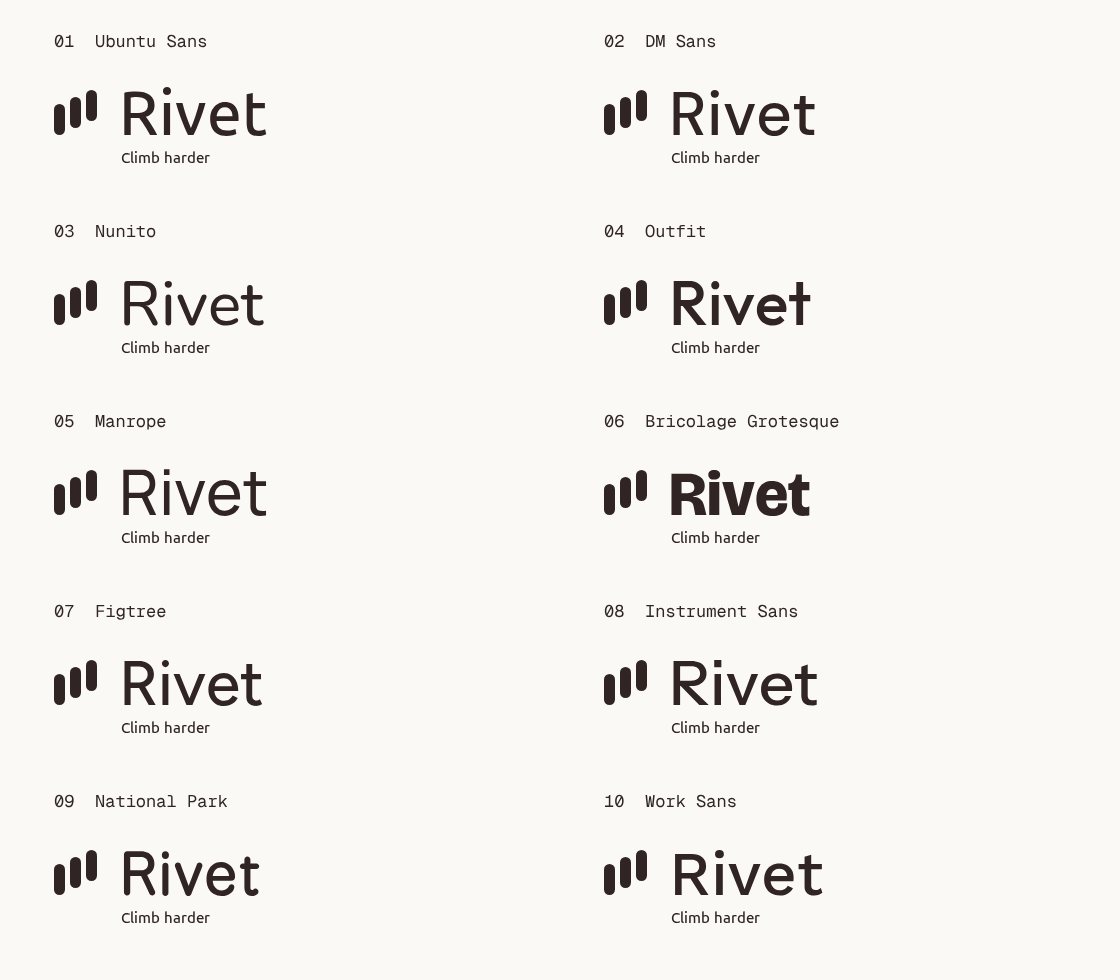 01 Ubuntu Sans
Rivet
Climb harder
02 DM Sans
Rivet
Climb harder
03 Nunito
Rivet
Climb harder
04 Outfit
Rivet
Climb harder
05 Manrope
Rivet
Climb harder
06 Bricolage Grotesque
Rivet
Climb harder
07 Figtree
Rivet
Climb harder
08 Instrument Sans
Rivet
Climb harder
09 National Park
Rivet
Climb harder
10 Work Sans
Rivet
Climb harder